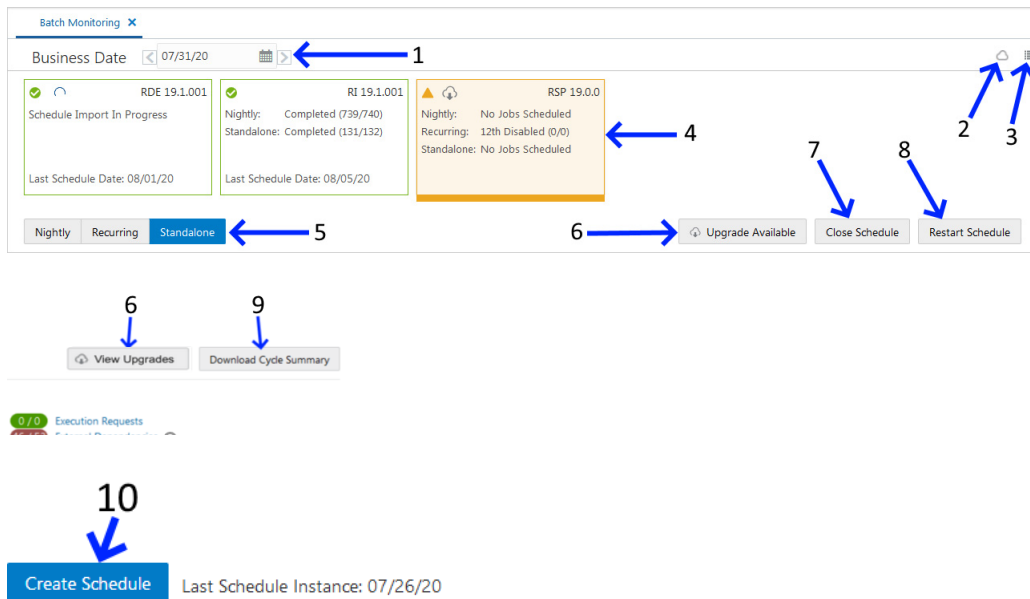 Batch Monitoring ×
Business Date 07/31/20 1
RDE 19.1.001
Schedule Import In Progress
Last Schedule Date: 08/01/20
RI 19.1.001
Nightly: Completed (739/740)
Standalone: Completed (131/132)
Last Schedule Date: 08/05/20
RSP 19.0.0
Nightly: No Jobs Scheduled
Recurring: 12th Disabled (0/0)
Standalone: No Jobs Scheduled
4
2
3
7
8
Nightly Recurring Standalone 5
6 Upgrade Available Close Schedule Restart Schedule
6 9
View Upgrades Download Cycle Summary
0 / 0 Execution Requests
10
Create Schedule Last Schedule Instance: 07/26/20